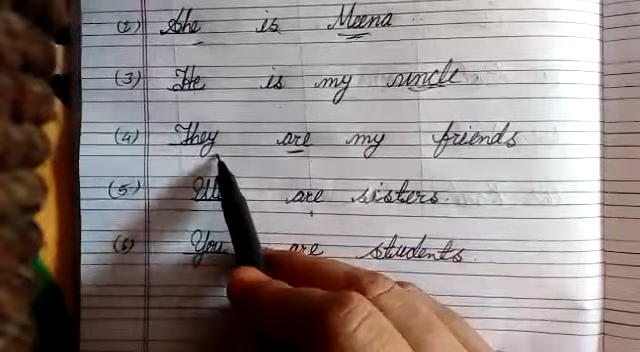 (2) She is Meena
(3) He is my uncle.
(4) They are my friends
(5) are sisters.
(6) You are students.